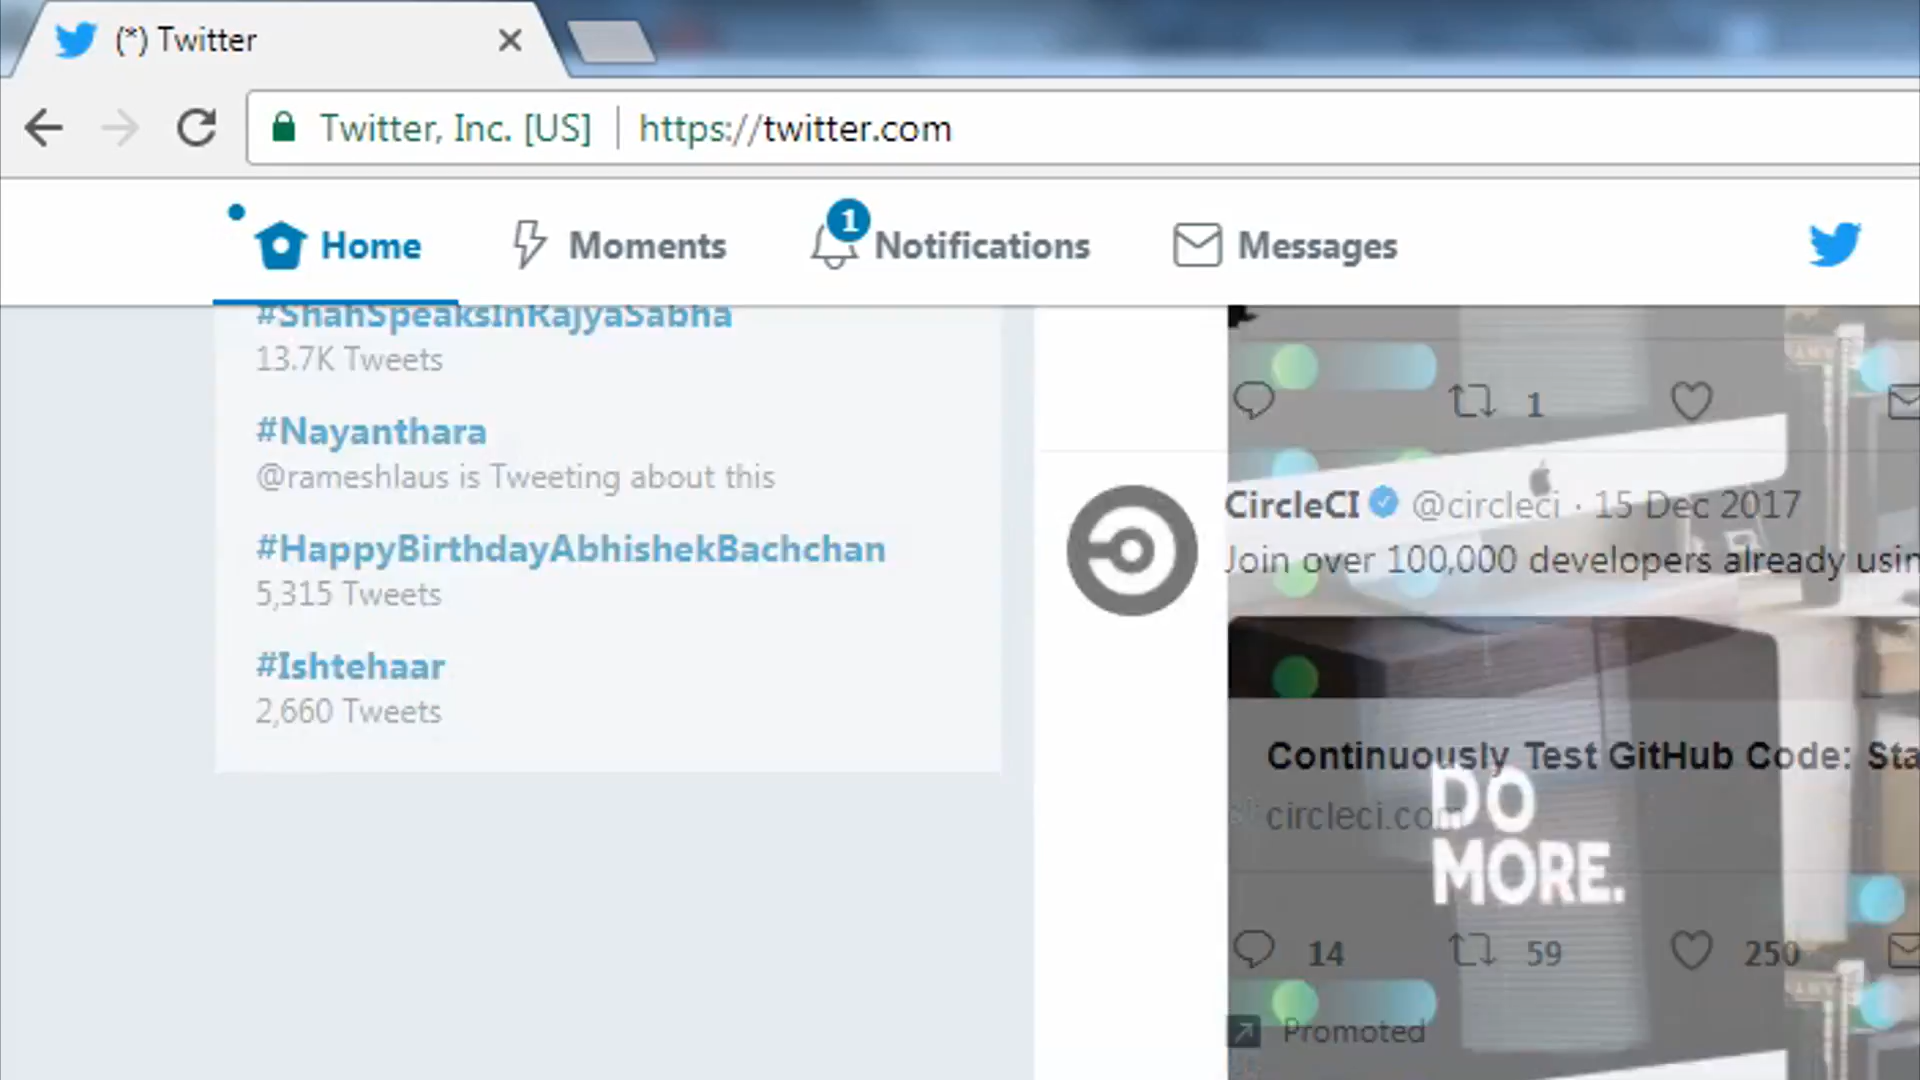 (*) Twitter
Twitter, Inc. [US] https://twitter.com
Home Moments 1 Notifications Messages
#ShahSpeaksInRajyaSabha
13.7K Tweets
#Nayanthara
@rameshlaus is Tweeting about this
#HappyBirthdayAbhishekBachchan
5,315 Tweets
#Ishtehaar
2,660 Tweets
1
CircleCI @circleci · 15 Dec 2017
Join over 100,000 developers already usin
Continuously Test GitHub Code: Sta
circleci.com
DO
MORE.
14 59 250
Promoted